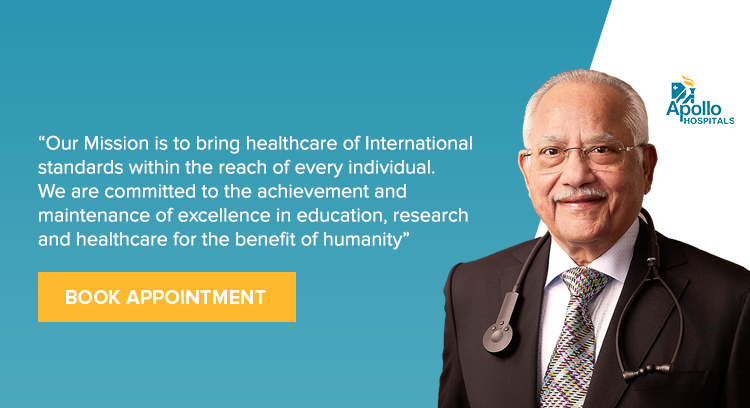 “Our Mission is to bring healthcare of International
standards within the reach of every individual.
We are committed to the achievement and
maintenance of excellence in education, research
and healthcare for the benefit of humanity”
BOOK APPOINTMENT
Apollo
HOSPITALS